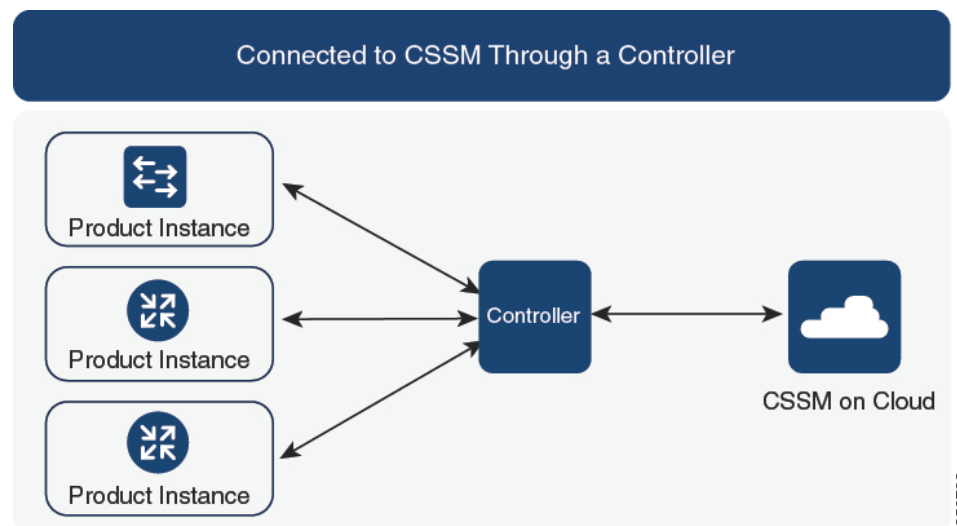 Connected to CSSM Through a Controller
Product Instance
Product Instance
Controller
CSSM on Cloud
Product Instance